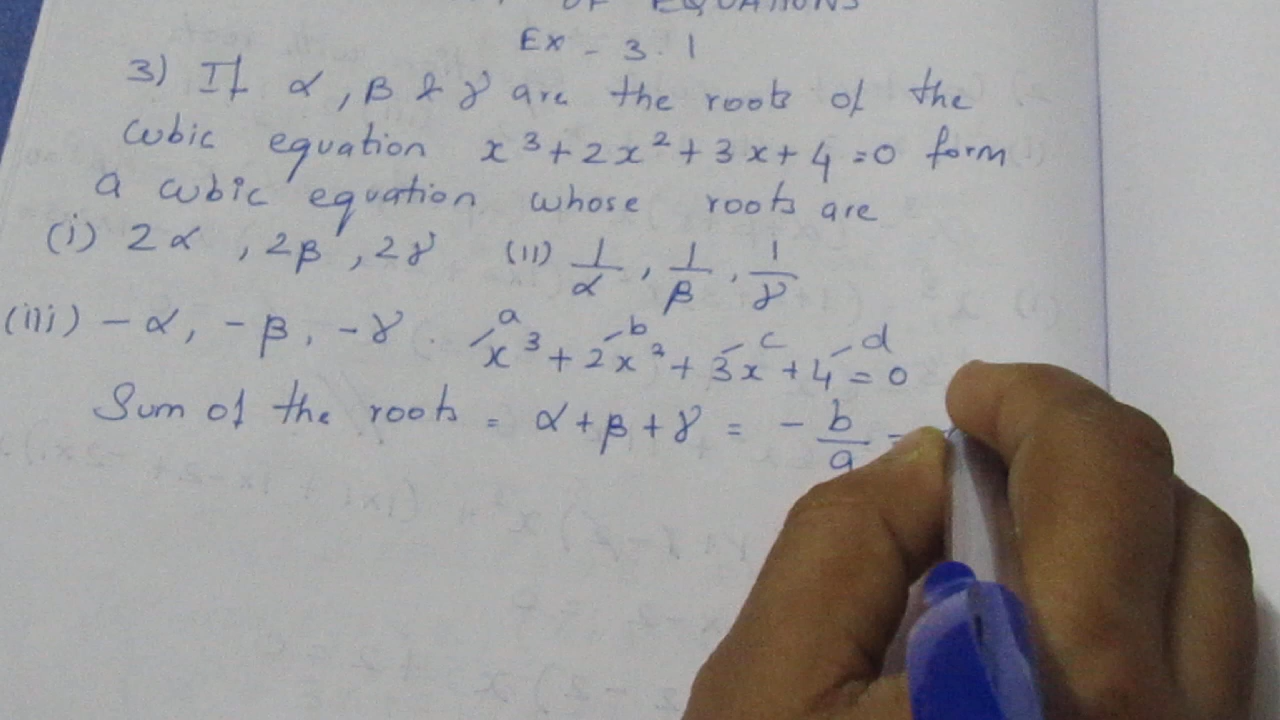 OF EQUATIONS
Ex - 3.1
3) If α, β & γ are the roots of the
cubic equation x³ + 2x² + 3x + 4 = 0 form
a cubic equation whose roots are
(i) 2α, 2β, 2γ (ii) 1/α, 1/β, 1/γ
(iii) -α, -β, -γ.
a b c d
x³ + 2x² + 3x + 4 = 0
Sum of the roots = α + β + γ = - b/a =